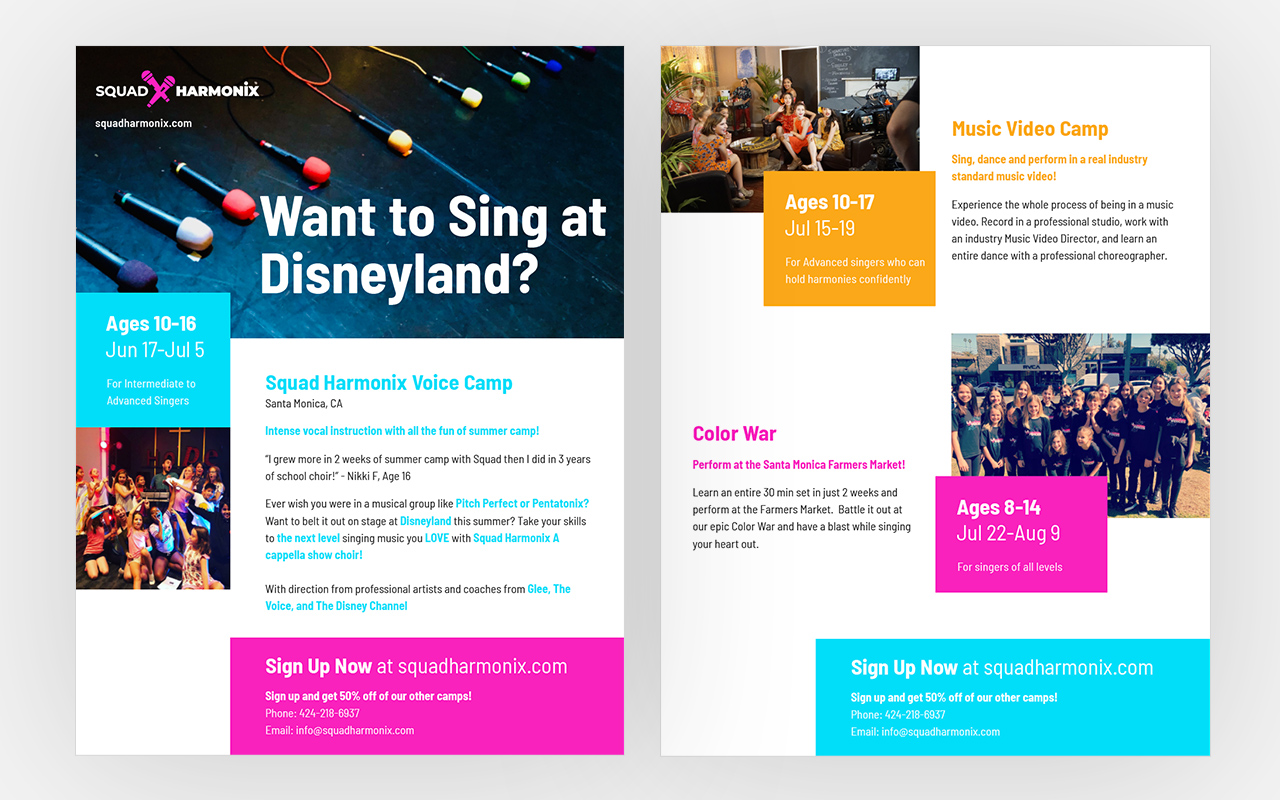 SQUAD HARMONIX
squadharmonix.com
Want to Sing at
Disneyland?
Ages 10-16
Jun 17-Jul 5
For Intermediate to
Advanced Singers
Squad Harmonix Voice Camp
Santa Monica, CA
Intense vocal instruction with all the fun of summer camp!
“I grew more in 2 weeks of summer camp with Squad then I did in 3 years
of school choir!” - Nikki F, Age 16
Ever wish you were in a musical group like Pitch Perfect or Pentatonix?
Want to belt it out on stage at Disneyland this summer? Take your skills
to the next level singing music you LOVE with Squad Harmonix A
cappella show choir!
With direction from professional artists and coaches from Glee, The
Voice, and The Disney Channel
Sign Up Now at squadharmonix.com
Sign up and get 50% off of our other camps!
Phone: 424-218-6937
Email: info@squadharmonix.com
Ages 10-17
Jul 15-19
For Advanced singers who can
hold harmonies confidently
Music Video Camp
Sing, dance and perform in a real industry
standard music video!
Experience the whole process of being in a music
video. Record in a professional studio, work with
an industry Music Video Director, and learn an
entire dance with a professional choreographer.
RVCA
Color War
Perform at the Santa Monica Farmers Market!
Learn an entire 30 min set in just 2 weeks and
perform at the Farmers Market.  Battle it out at
our epic Color War and have a blast while singing
your heart out.
Ages 8-14
Jul 22-Aug 9
For singers of all levels
Sign Up Now at squadharmonix.com
Sign up and get 50% off of our other camps!
Phone: 424-218-6937
Email: info@squadharmonix.com